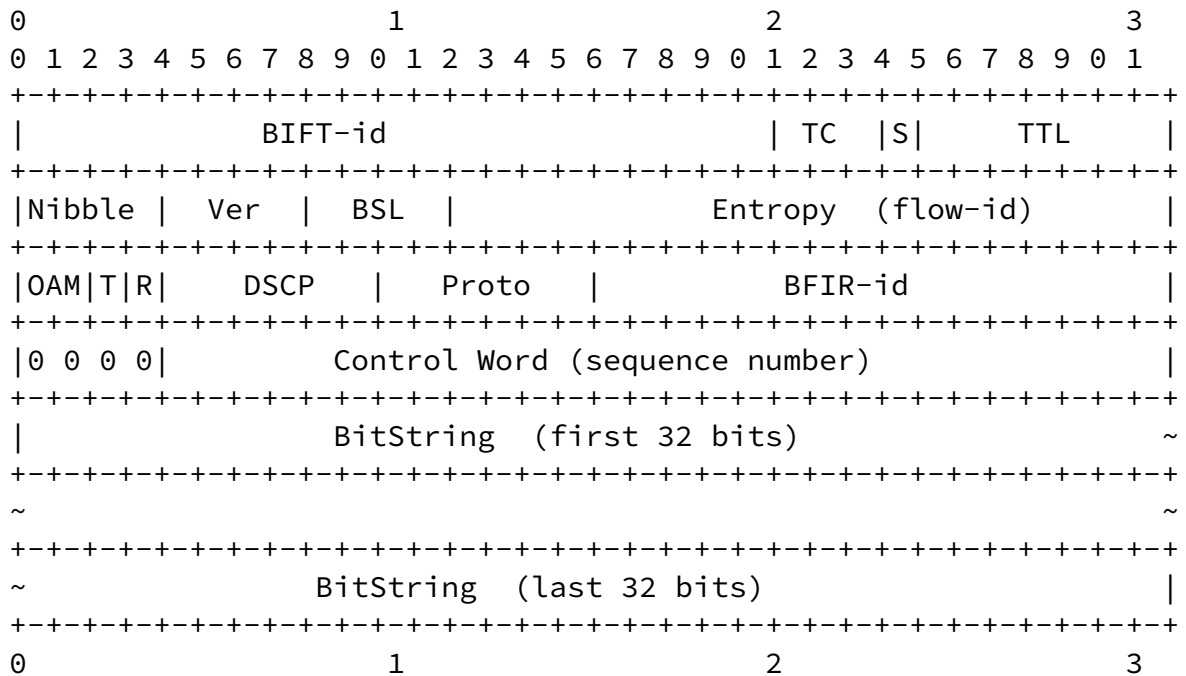 0                   1                   2                   3
0 1 2 3 4 5 6 7 8 9 0 1 2 3 4 5 6 7 8 9 0 1 2 3 4 5 6 7 8 9 0 1
+-+-+-+-+-+-+-+-+-+-+-+-+-+-+-+-+-+-+-+-+-+-+-+-+-+-+-+-+-+-+-+-+
|             BIFT-id                     | TC  |S|     TTL     |
+-+-+-+-+-+-+-+-+-+-+-+-+-+-+-+-+-+-+-+-+-+-+-+-+-+-+-+-+-+-+-+-+
|Nibble |  Ver  |  BSL  |              Entropy  (flow-id)       |
+-+-+-+-+-+-+-+-+-+-+-+-+-+-+-+-+-+-+-+-+-+-+-+-+-+-+-+-+-+-+-+-+
|OAM|T|R|    DSCP   |   Proto   |          BFIR-id              |
+-+-+-+-+-+-+-+-+-+-+-+-+-+-+-+-+-+-+-+-+-+-+-+-+-+-+-+-+-+-+-+-+
|0 0 0 0|         Control Word (sequence number)                |
+-+-+-+-+-+-+-+-+-+-+-+-+-+-+-+-+-+-+-+-+-+-+-+-+-+-+-+-+-+-+-+-+
|                 BitString  (first 32 bits)                    ~
+-+-+-+-+-+-+-+-+-+-+-+-+-+-+-+-+-+-+-+-+-+-+-+-+-+-+-+-+-+-+-+-+
~                                                               ~
+-+-+-+-+-+-+-+-+-+-+-+-+-+-+-+-+-+-+-+-+-+-+-+-+-+-+-+-+-+-+-+-+
~                BitString  (last 32 bits)                      |
+-+-+-+-+-+-+-+-+-+-+-+-+-+-+-+-+-+-+-+-+-+-+-+-+-+-+-+-+-+-+-+-+
0                   1                   2                   3